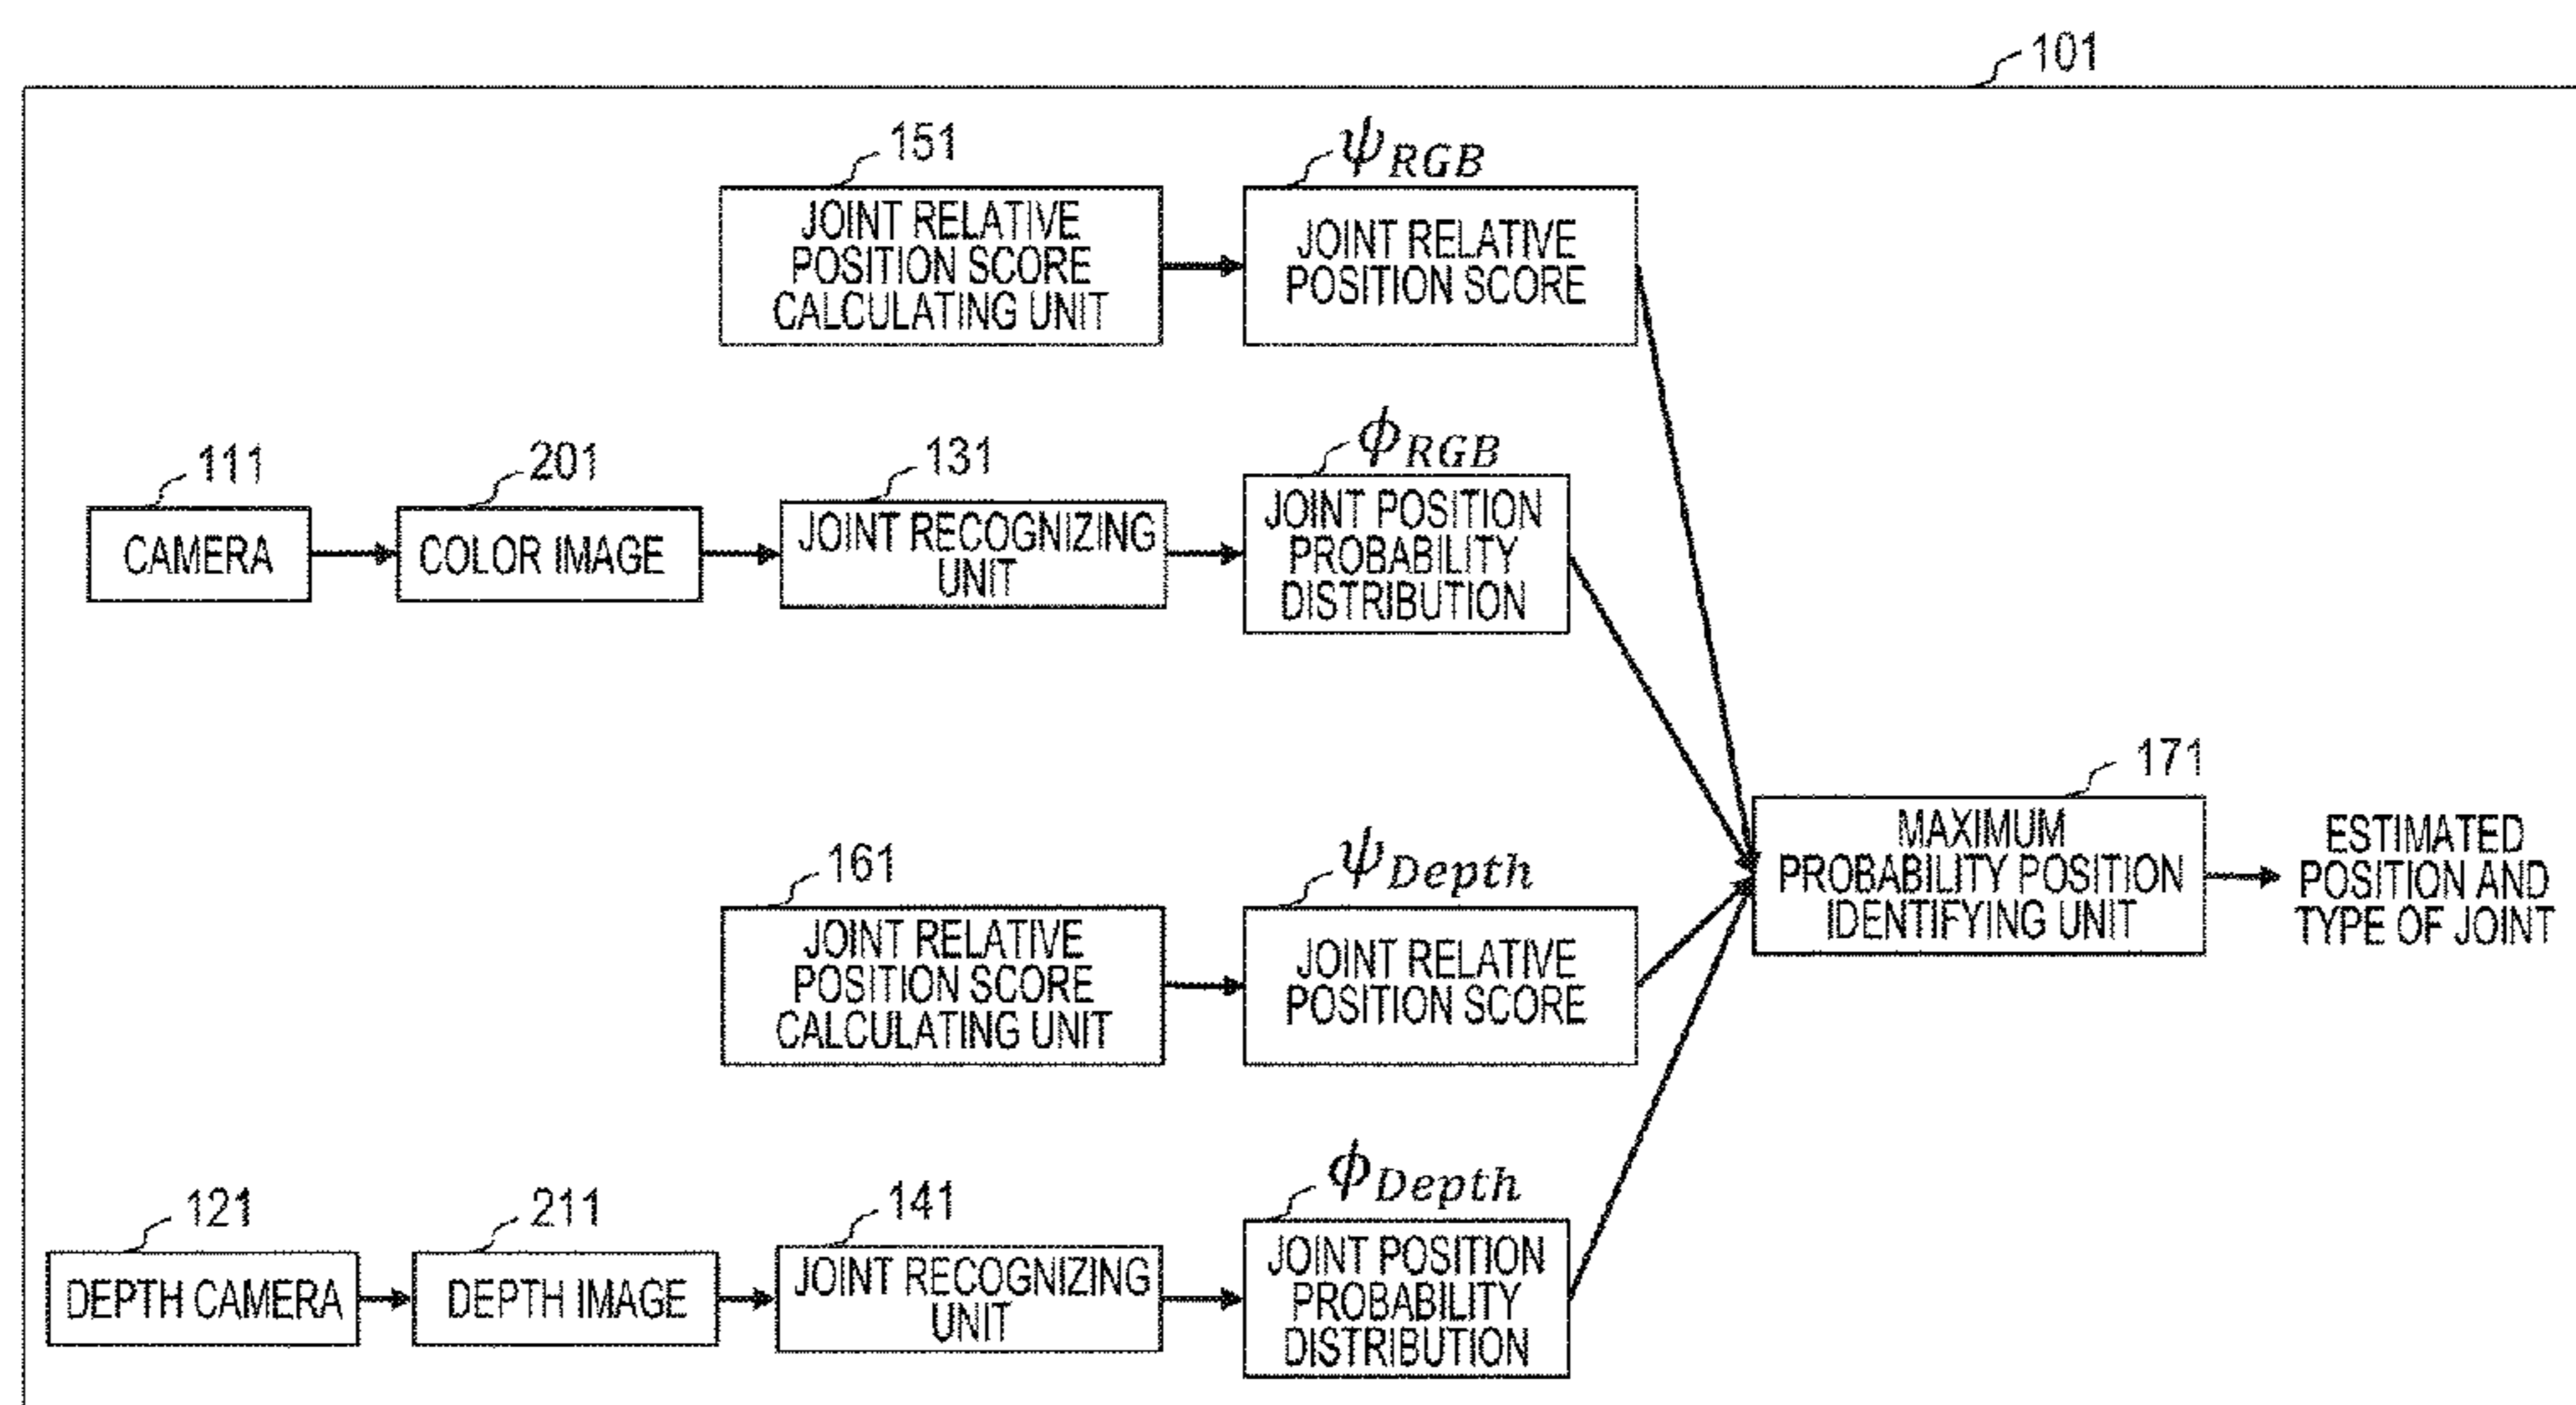 101
151
ψRGB
JOINT RELATIVE
POSITION SCORE
CALCULATING UNIT
JOINT RELATIVE
POSITION SCORE
111
201
131
ϕRGB
CAMERA
COLOR IMAGE
JOINT RECOGNIZING
UNIT
JOINT POSITION
PROBABILITY
DISTRIBUTION
171
MAXIMUM
PROBABILITY POSITION
IDENTIFYING UNIT
ESTIMATED
POSITION AND
TYPE OF JOINT
161
ψDepth
JOINT RELATIVE
POSITION SCORE
CALCULATING UNIT
JOINT RELATIVE
POSITION SCORE
121
211
141
ϕDepth
DEPTH CAMERA
DEPTH IMAGE
JOINT RECOGNIZING
UNIT
JOINT POSITION
PROBABILITY
DISTRIBUTION